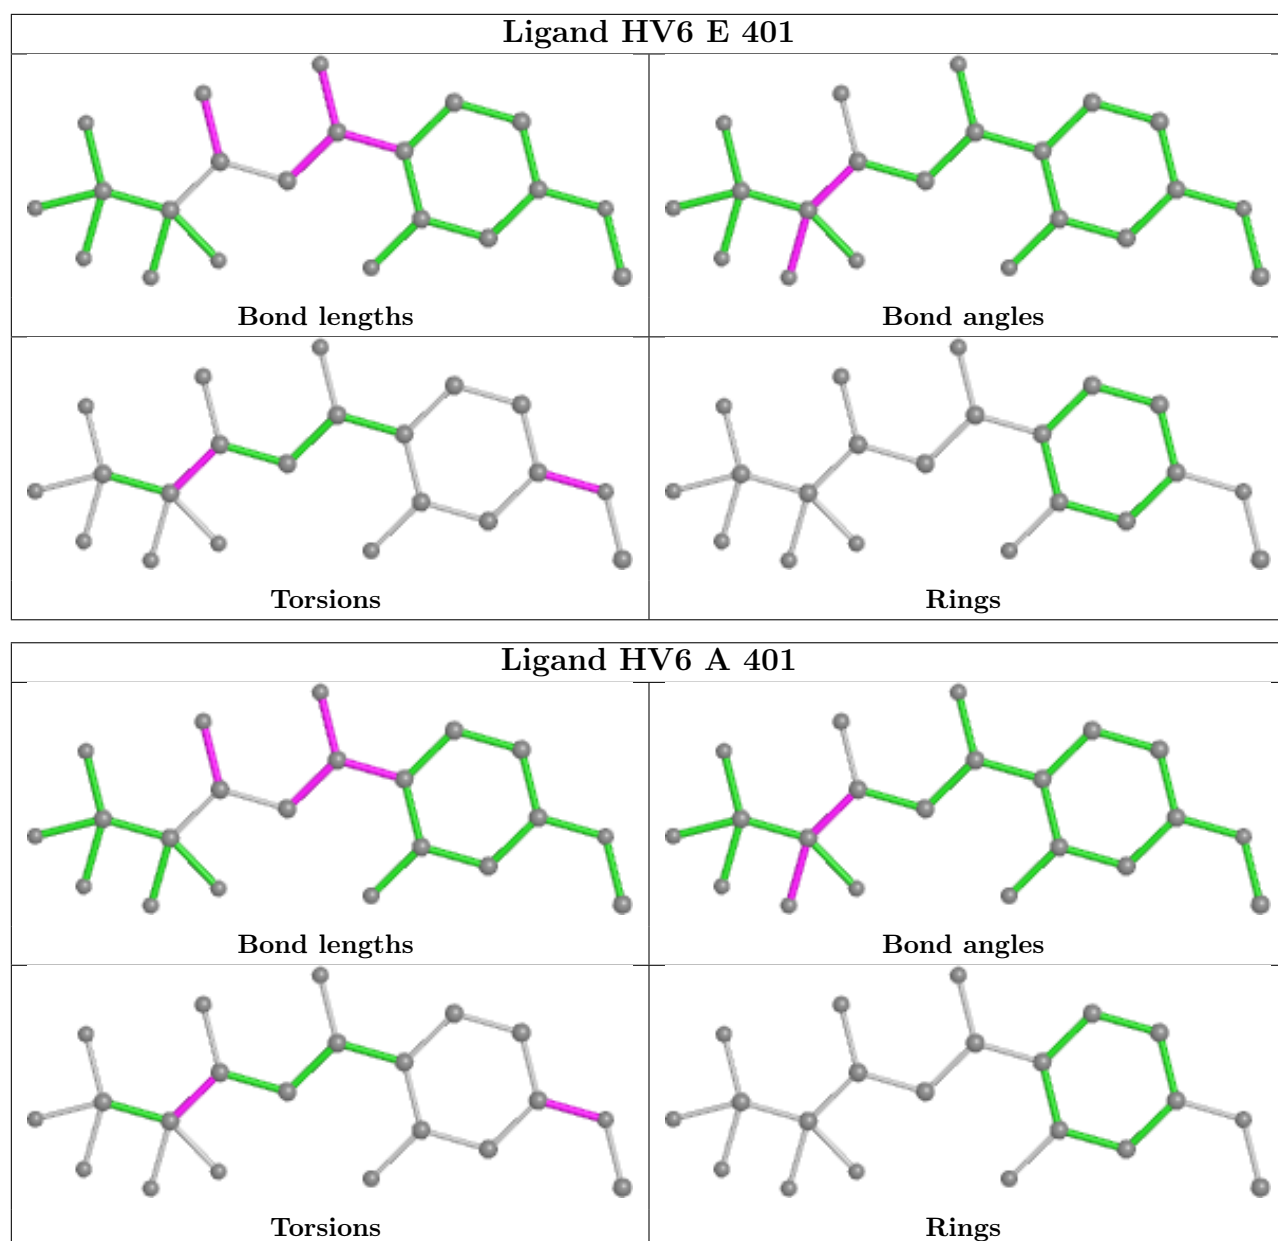 Ligand HV6 E 401
Bond lengths
Bond angles
Torsions
Rings
Ligand HV6 A 401
Bond lengths
Bond angles
Torsions
Rings